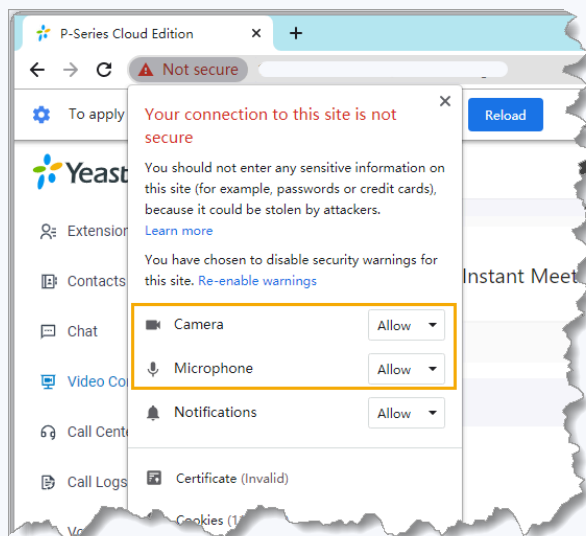 P-Series Cloud Edition
Not secure
To apply
Reload
Your connection to this site is not
secure
You should not enter any sensitive information on
this site (for example, passwords or credit cards),
because it could be stolen by attackers.
Learn more
You have chosen to disable security warnings for
this site. Re-enable warnings
Yeast
Extension
Contacts
Instant Meet
Chat
Camera Allow
Microphone Allow
Video Co
Notifications Allow
Call Cente
Call Logs
Certificate (Invalid)
Cookies (1